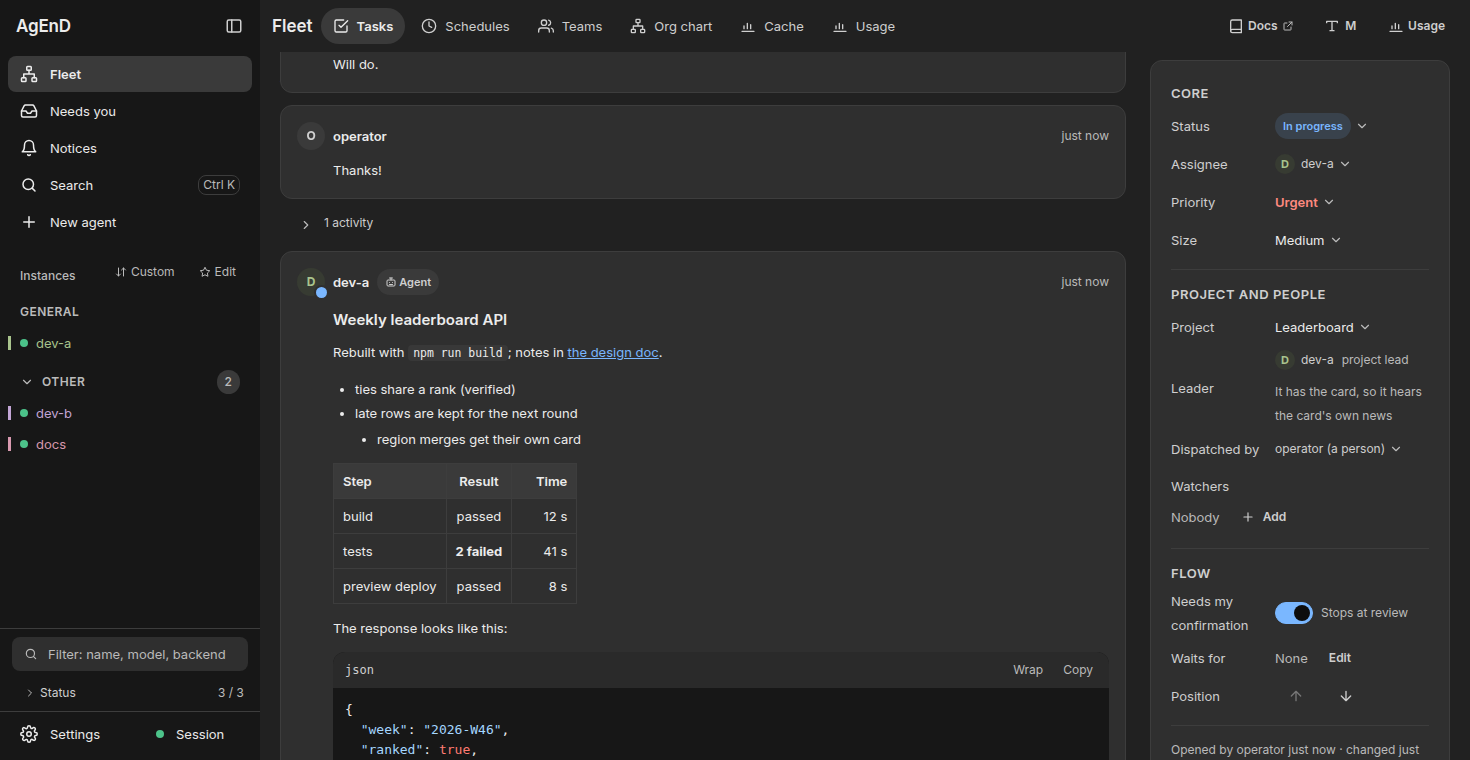 AgEnD
Fleet
Needs you
Notices
Search
Ctrl K
New agent
Instances
Custom
Edit
GENERAL
dev-a
OTHER
2
dev-b
docs
Filter: name, model, backend
Status
3 / 3
Settings
Session
Fleet
Tasks
Schedules
Teams
Org chart
Cache
Usage
Docs
M
Usage
Will do.
O
operator
just now
Thanks!
1 activity
D
dev-a
Agent
just now
Weekly leaderboard API
Rebuilt with npm run build; notes in the design doc.
• ties share a rank (verified)
• late rows are kept for the next round
• region merges get their own card
Step Result Time
build passed 12 s
tests 2 failed 41 s
preview deploy passed 8 s
The response looks like this:
json
Wrap
Copy
{
"week": "2026-W46",
"ranked": true,
CORE
Status In progress
Assignee D dev-a
Priority Urgent
Size Medium
PROJECT AND PEOPLE
Project Leaderboard
D dev-a project lead
Leader
It has the card, so it hears
the card's own news
Dispatched by operator (a person)
Watchers
Nobody
Add
FLOW
Needs my
confirmation
Stops at review
Waits for None Edit
Position
Opened by operator just now · changed just